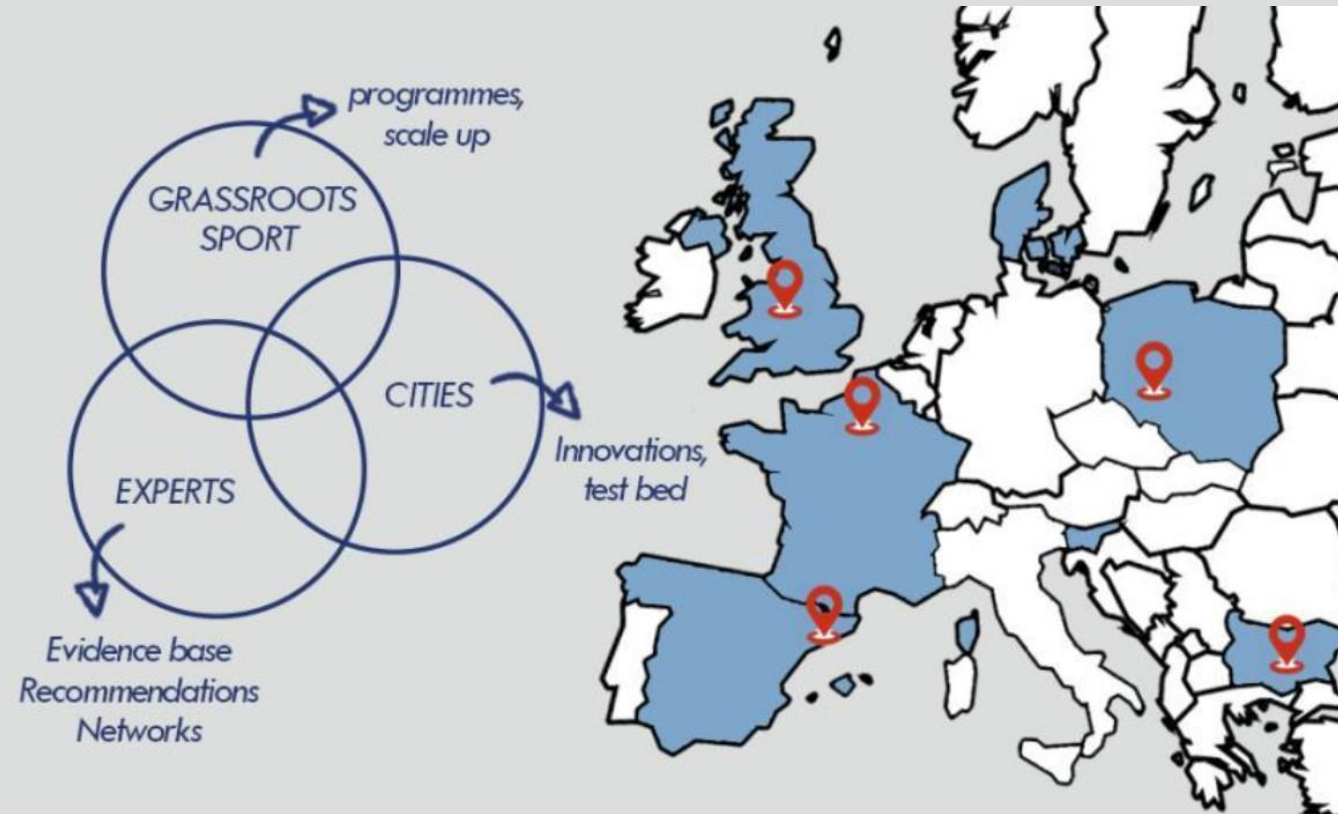 programmes,
scale up
GRASSROOTS
SPORT
CITIES
Innovations,
test bed
EXPERTS
Evidence base
Recommendations
Networks